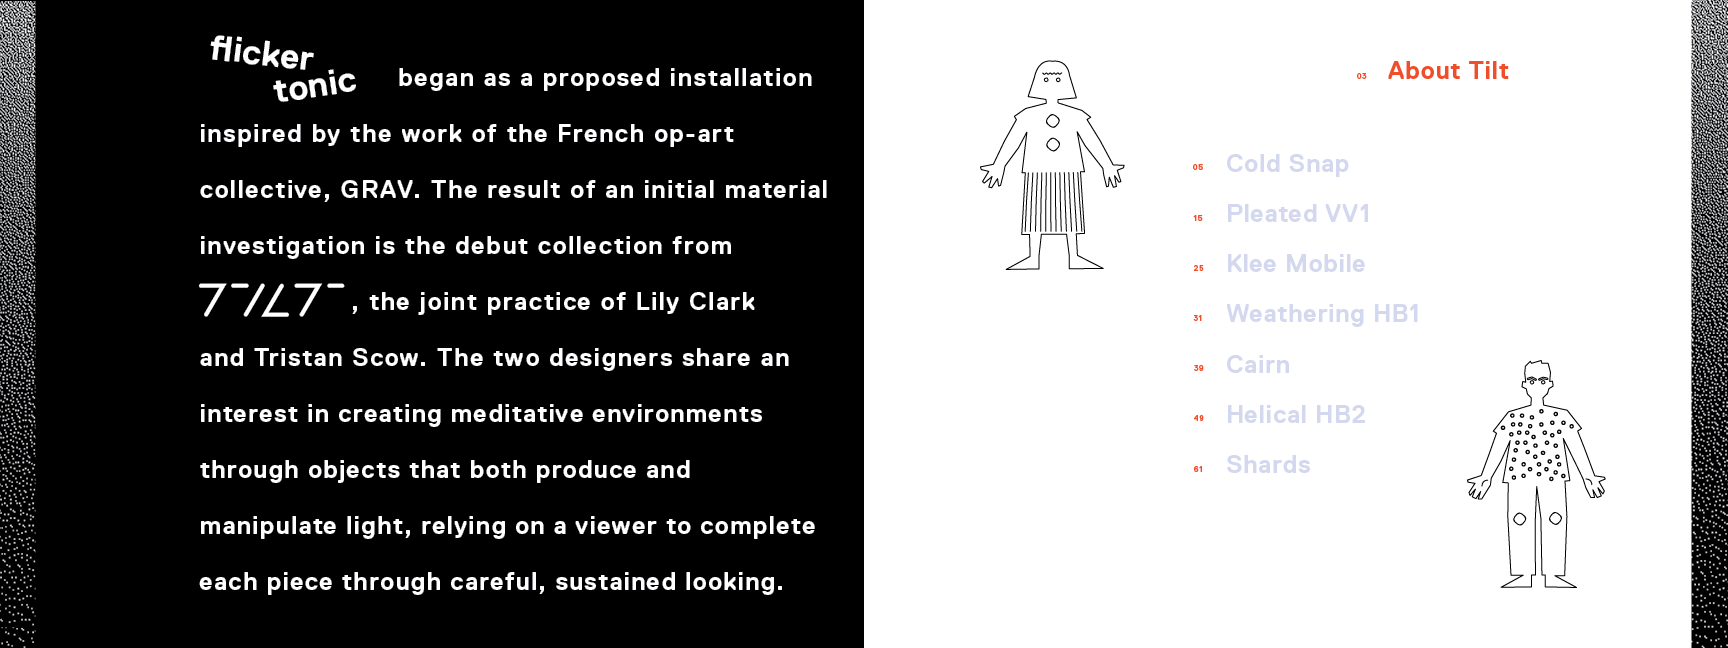 flicker
tonic began as a proposed installation
inspired by the work of the French op-art
collective, GRAV. The result of an initial material
investigation is the debut collection from
TILT, the joint practice of Lily Clark
and Tristan Scow. The two designers share an
interest in creating meditative environments
through objects that both produce and
manipulate light, relying on a viewer to complete
each piece through careful, sustained looking.
03 About Tilt
05 Cold Snap
15 Pleated VV1
25 Klee Mobile
31 Weathering HB1
39 Cairn
49 Helical HB2
61 Shards